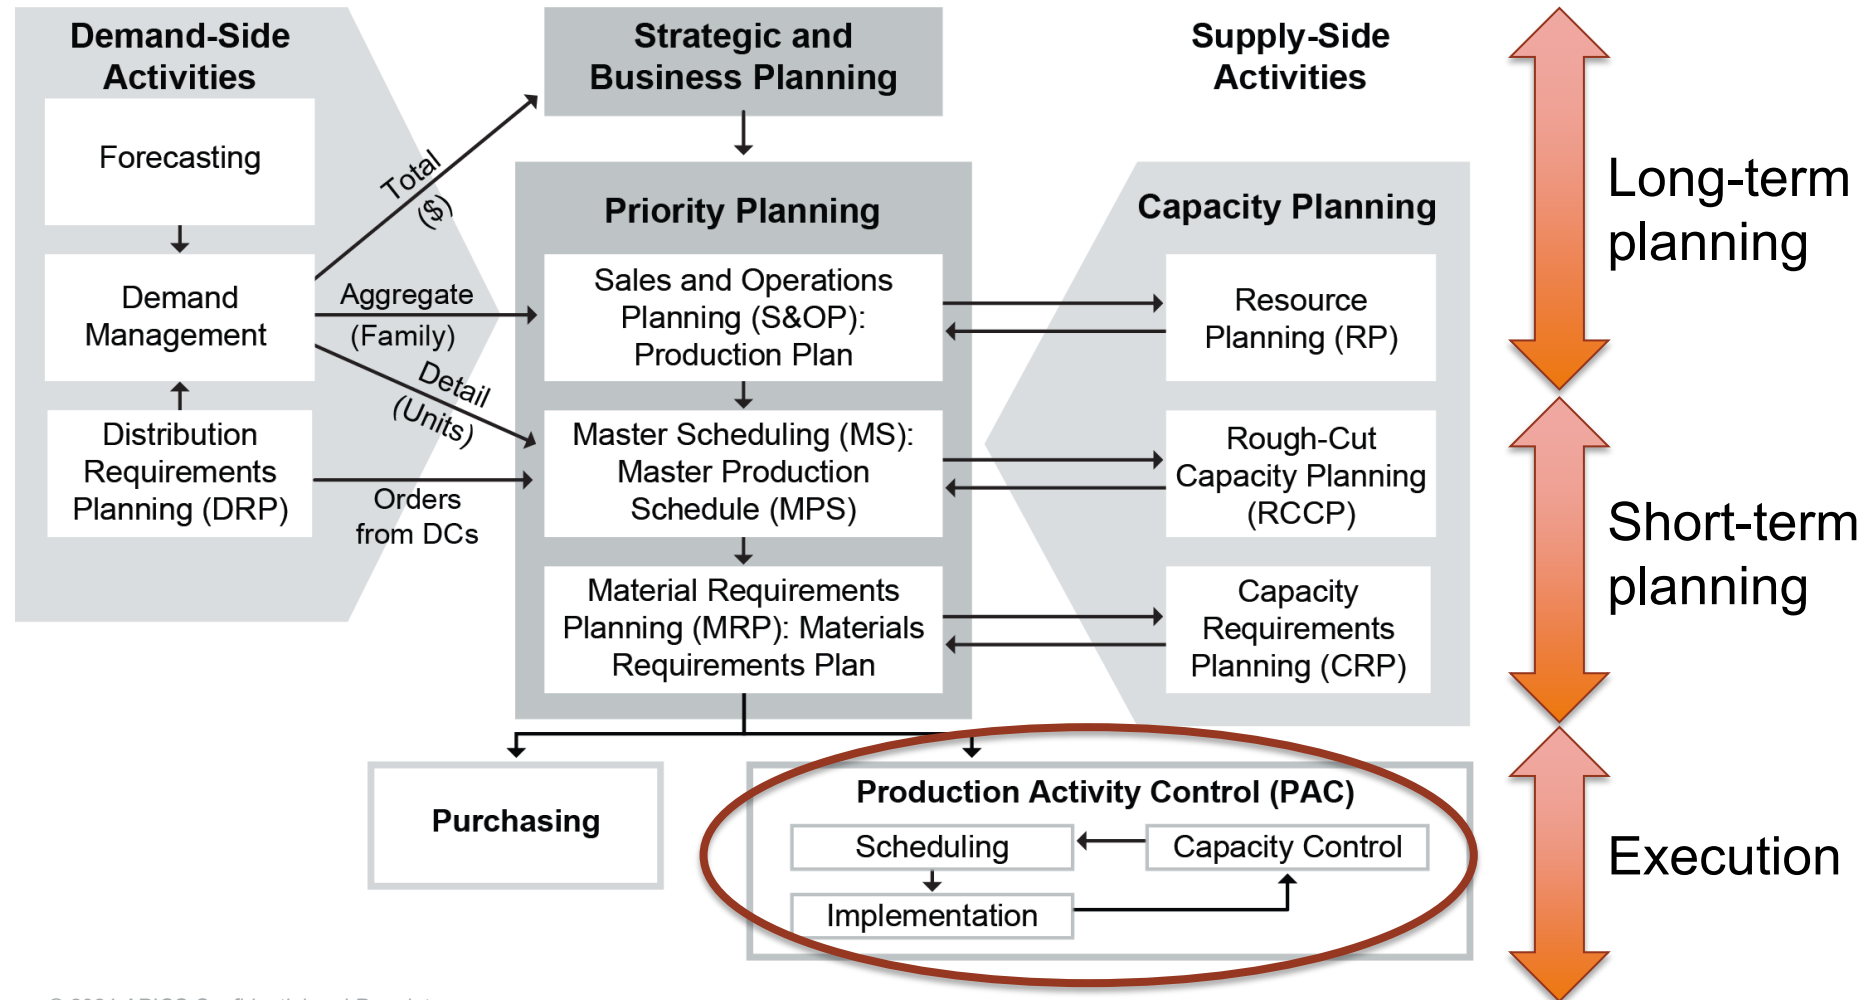 Demand-Side
Activities
Forecasting
Demand
Management
Distribution
Requirements
Planning (DRP)
Total
($)
Aggregate
(Family)
Detail
(Units)
Orders
from DCs
Strategic and
Business Planning
Priority Planning
Sales and Operations
Planning (S&OP):
Production Plan
Master Scheduling (MS):
Master Production
Schedule (MPS)
Material Requirements
Planning (MRP): Materials
Requirements Plan
Supply-Side
Activities
Capacity Planning
Resource
Planning (RP)
Rough-Cut
Capacity Planning
(RCCP)
Capacity
Requirements
Planning (CRP)
Purchasing
Production Activity Control (PAC)
Scheduling
Capacity Control
Implementation
Long-term
planning
Short-term
planning
Execution